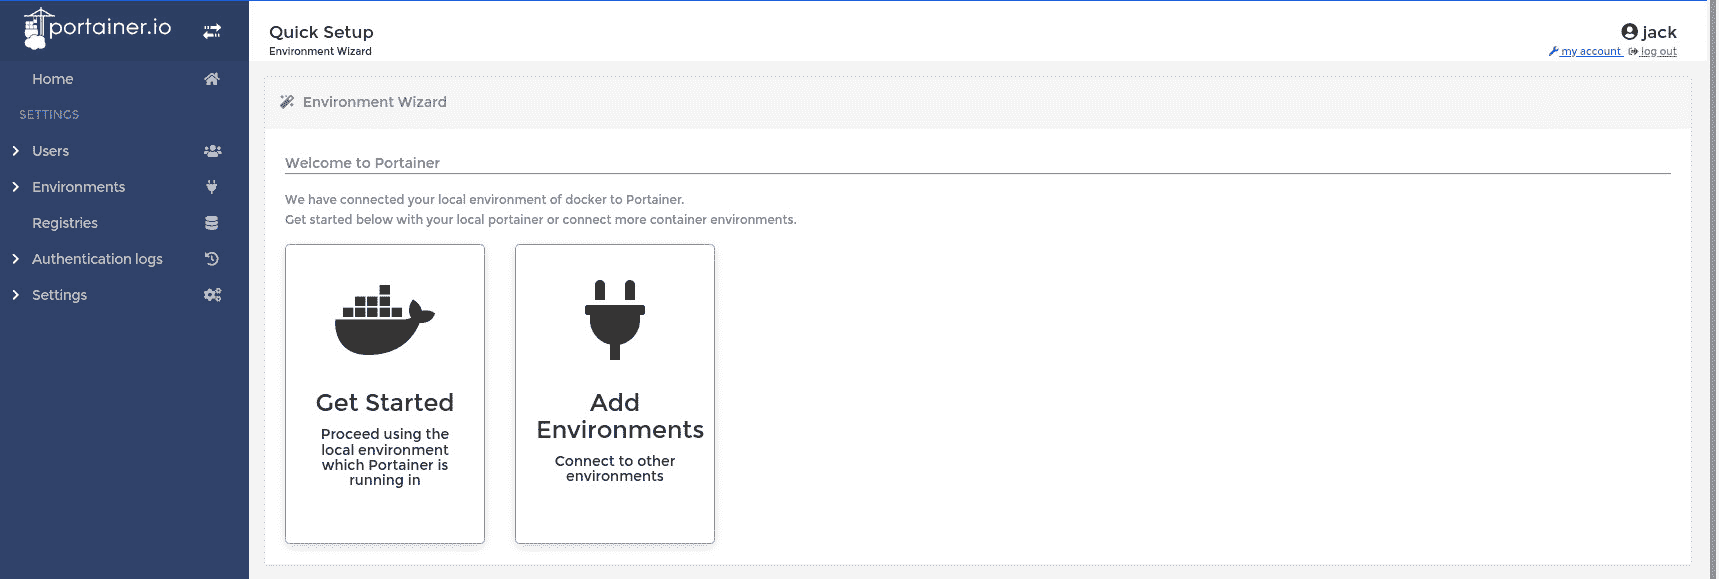 portainer.io
Home
SETTINGS
Users
Environments
Registries
Authentication logs
Settings
Quick Setup
Environment Wizard
jack
my account log out
Environment Wizard
Welcome to Portainer
We have connected your local environment of docker to Portainer.
Get started below with your local portainer or connect more container environments.
Get Started
Proceed using the
local environment
which Portainer is
running in
Add
Environments
Connect to other
environments